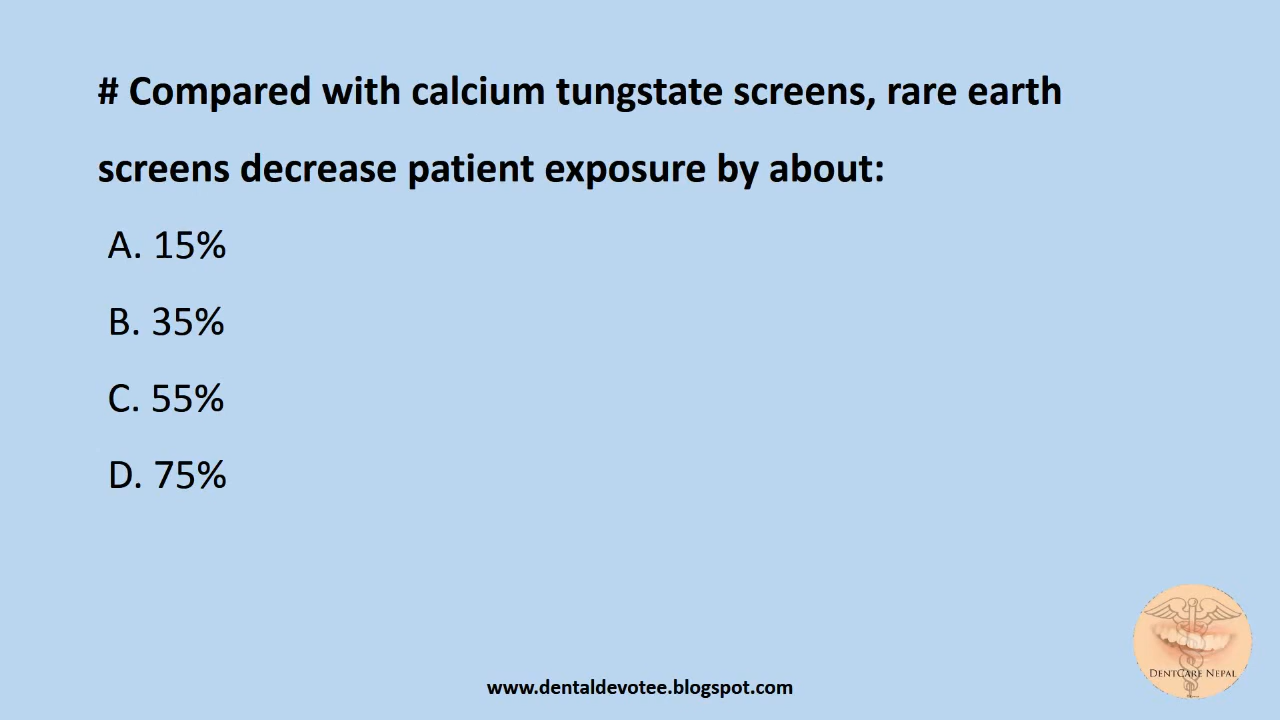 # Compared with calcium tungstate screens, rare earth
screens decrease patient exposure by about:
A. 15%
B. 35%
C. 55%
D. 75%
DentCare Nepal
www.dentaldevotee.blogspot.com